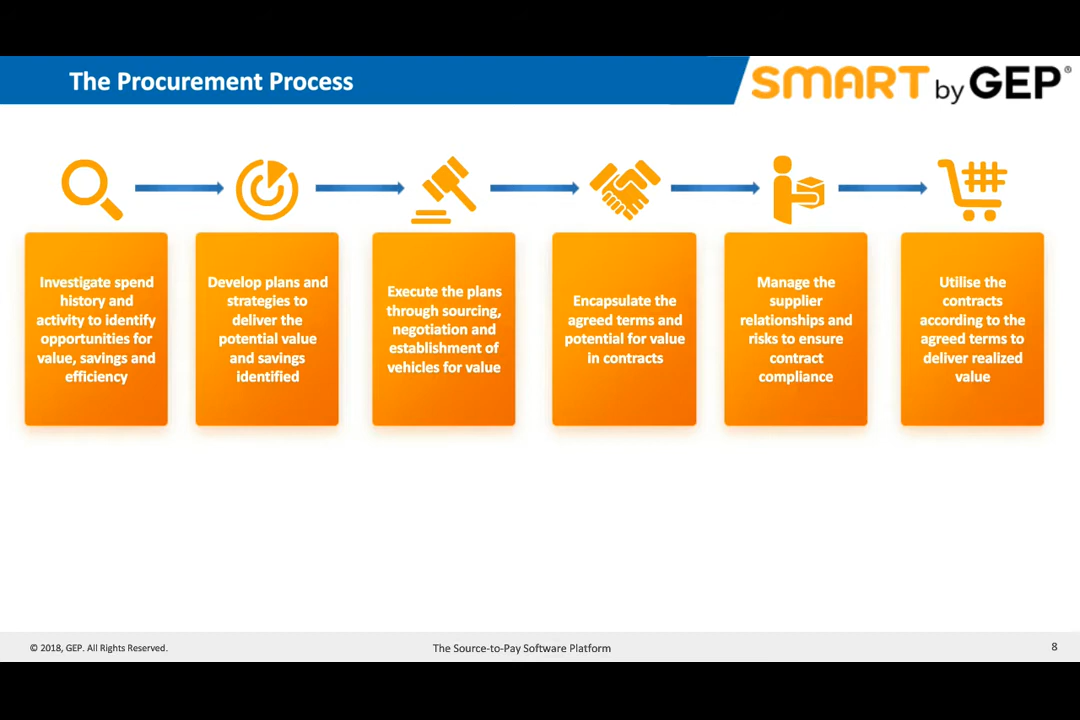 The Procurement Process
SMART by GEP®
Investigate spend
history and
activity to identify
opportunities for
value, savings and
efficiency
Develop plans and
strategies to
deliver the
potential value
and savings
identified
Execute the plans
through sourcing,
negotiation and
establishment of
vehicles for value
Encapsulate the
agreed terms and
potential for value
in contracts
Manage the
supplier
relationships and
risks to ensure
contract
compliance
Utilise the
contracts
according to the
agreed terms to
deliver realized
value
© 2018, GEP. All Rights Reserved.
The Source-to-Pay Software Platform
8